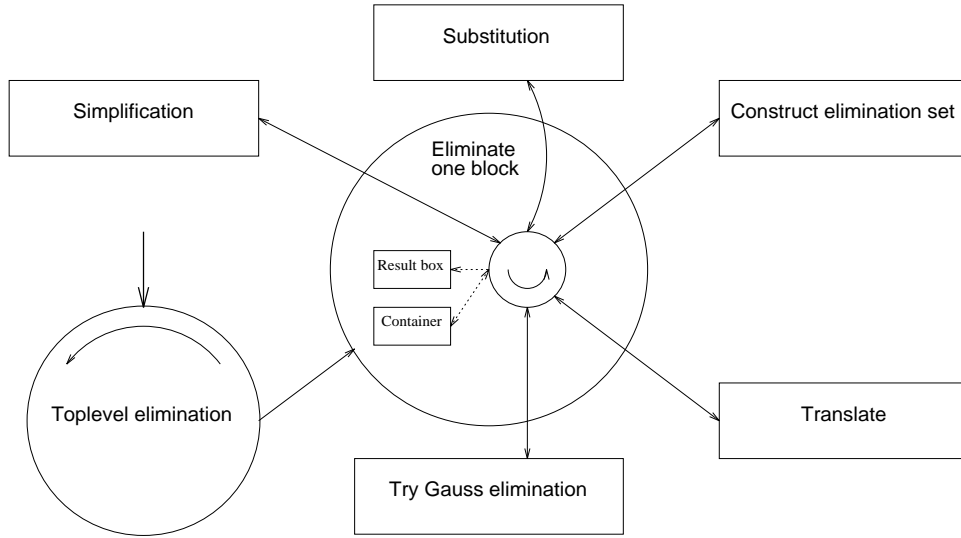 Substitution
Simplification
Construct elimination set
Eliminate
one block
Result box
Container
Toplevel elimination
Translate
Try Gauss elimination